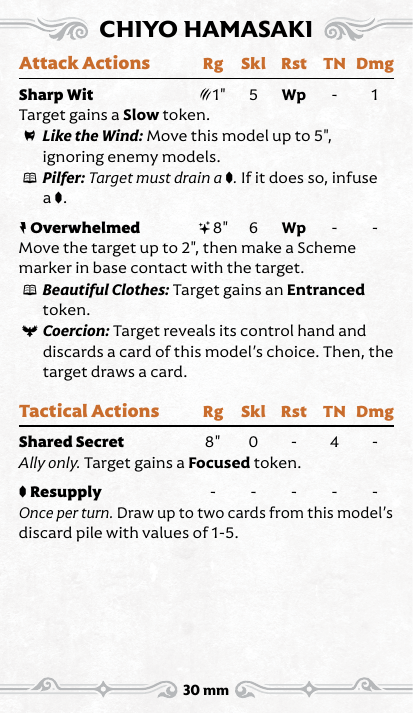 CHIYO HAMASAKI
Attack Actions Rg Skl Rst TN Dmg
Sharp Wit 1" 5 Wp - 1
Target gains a Slow token.
Like the Wind: Move this model up to 5",
ignoring enemy models.
Pilfer: Target must drain a . If it does so, infuse
a .
Overwhelmed 8" 6 Wp - -
Move the target up to 2", then make a Scheme
marker in base contact with the target.
Beautiful Clothes: Target gains an Entranced
token.
Coercion: Target reveals its control hand and
discards a card of this model's choice. Then, the
target draws a card.
Tactical Actions Rg Skl Rst TN Dmg
Shared Secret 8" 0 - 4 -
Ally only. Target gains a Focused token.
Resupply - - - - -
Once per turn. Draw up to two cards from this model's
discard pile with values of 1-5.
30 mm